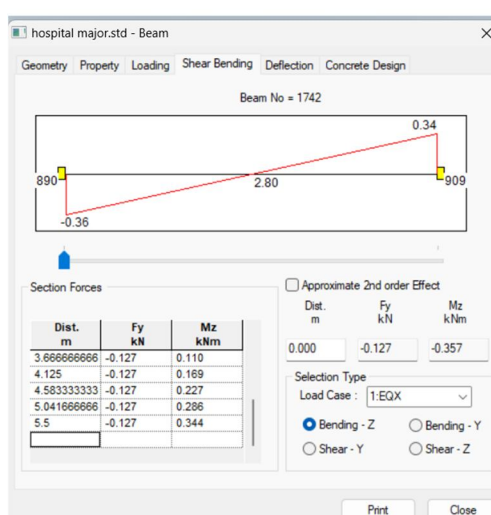 hospital major.std - Beam
Geometry Property Loading Shear Bending Deflection Concrete Design
Beam No = 1742
0.34
890 2.80 909
-0.36
Section Forces
Dist. m Fy kN Mz kNm
3.666666666 -0.127 0.110
4.125 -0.127 0.169
4.583333333 -0.127 0.227
5.041666666 -0.127 0.286
5.5 -0.127 0.344
Approximate 2nd order Effect
Dist. Fy Mz
m kN kNm
0.000 -0.127 -0.357
Selection Type
Load Case : 1:EQX
Bending - Z Bending - Y
Shear - Y Shear - Z
Print Close